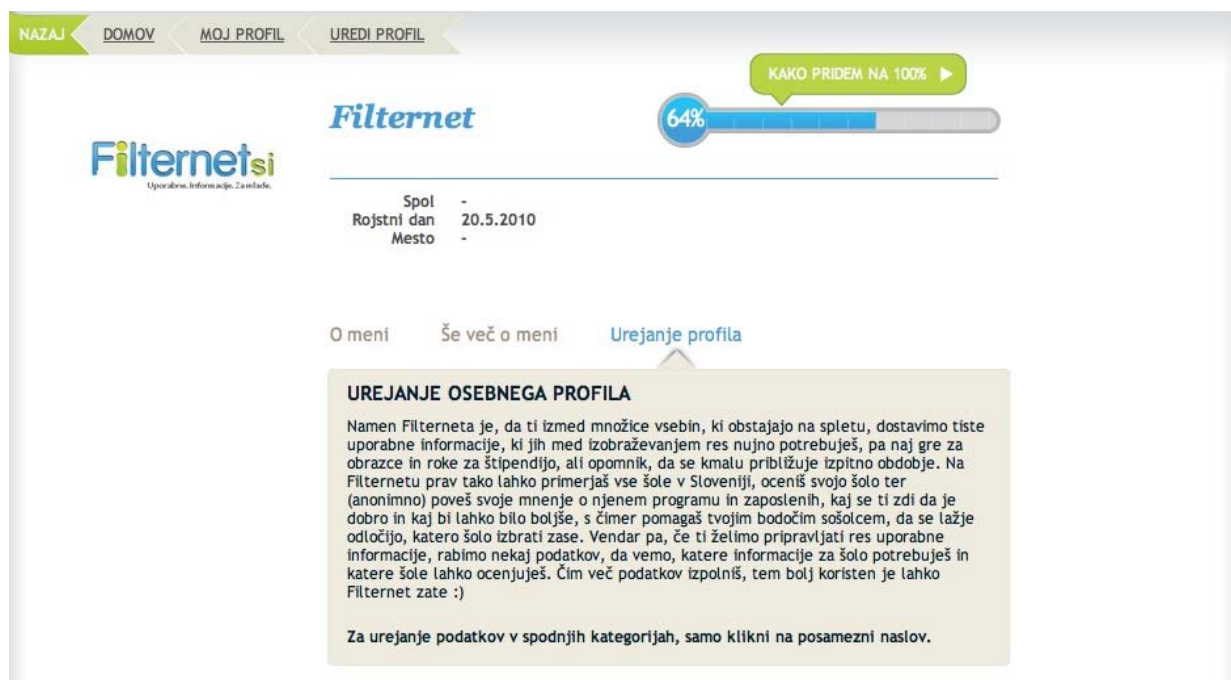 NAZAJ DOMOV MOJ PROFIL UREDI PROFIL
KAKO PRIDEM NA 100%
Filternet
64%
Filternetsi
Uporabne. Informacije. Za mlade.
Spol -
Rojstni dan 20.5.2010
Mesto -
O meni Še več o meni Urejanje profila
UREJANJE OSEBNEGA PROFILA
Namen Filterneta je, da ti izmed množice vsebin, ki obstajajo na spletu, dostavimo tiste
uporabne informacije, ki jih med izobraževanjem res nujno potrebuješ, pa naj gre za
obrazce in roke za štipendijo, ali opomnik, da se kmalu približuje izpitno obdobje. Na
Filternetu prav tako lahko primerjaš vse šole v Sloveniji, oceniš svojo šolo ter
(anonimno) poveš svoje mnenje o njenem programu in zaposlenih, kaj se ti zdi da je
dobro in kaj bi lahko bilo boljše, s čimer pomagaš tvojim bodočim sošolcem, da se lažje
odločijo, katero šolo izbrati zase. Vendar pa, če ti želimo pripravljati res uporabne
informacije, rabimo nekaj podatkov, da vemo, katere informacije za šolo potrebuješ in
katere šole lahko ocenjuješ. Čim več podatkov izpolniš, tem bolj koristen je lahko
Filternet zate :)
Za urejanje podatkov v spodnjih kategorijah, samo klikni na posamezni naslov.